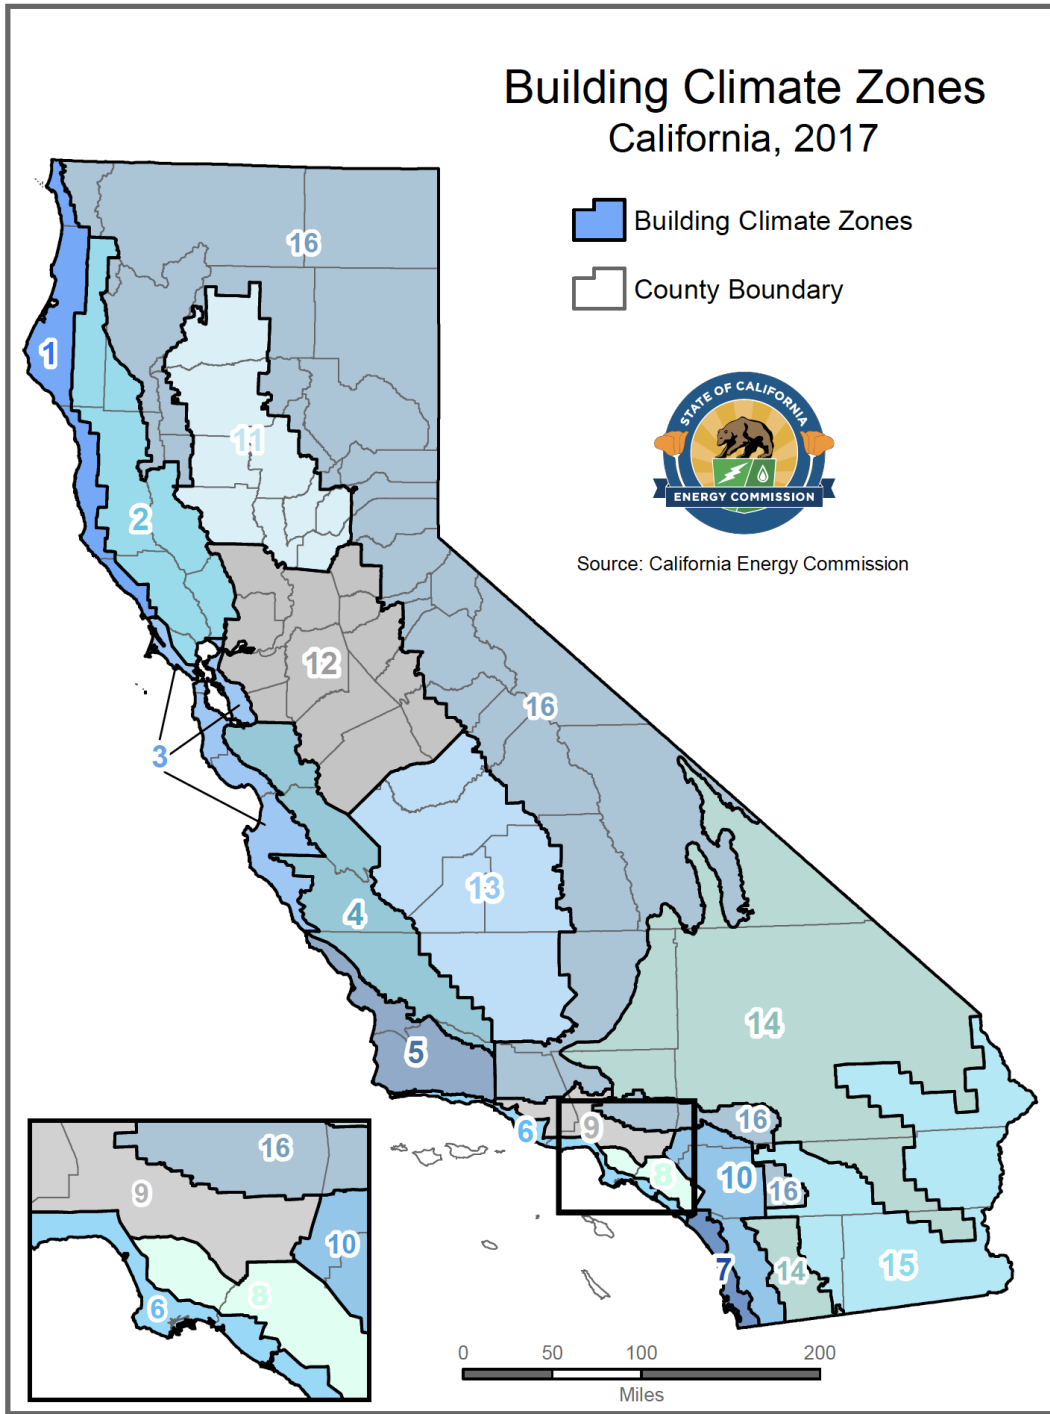 Building Climate Zones
California, 2017
Building Climate Zones
County Boundary
STATE OF CALIFORNIA
ENERGY COMMISSION
Source: California Energy Commission
16
1
11
2
12
16
3
13
4
14
5
6
9
16
8
10
16
7
14
15
16
9
10
6
8
0 50 100 200
Miles